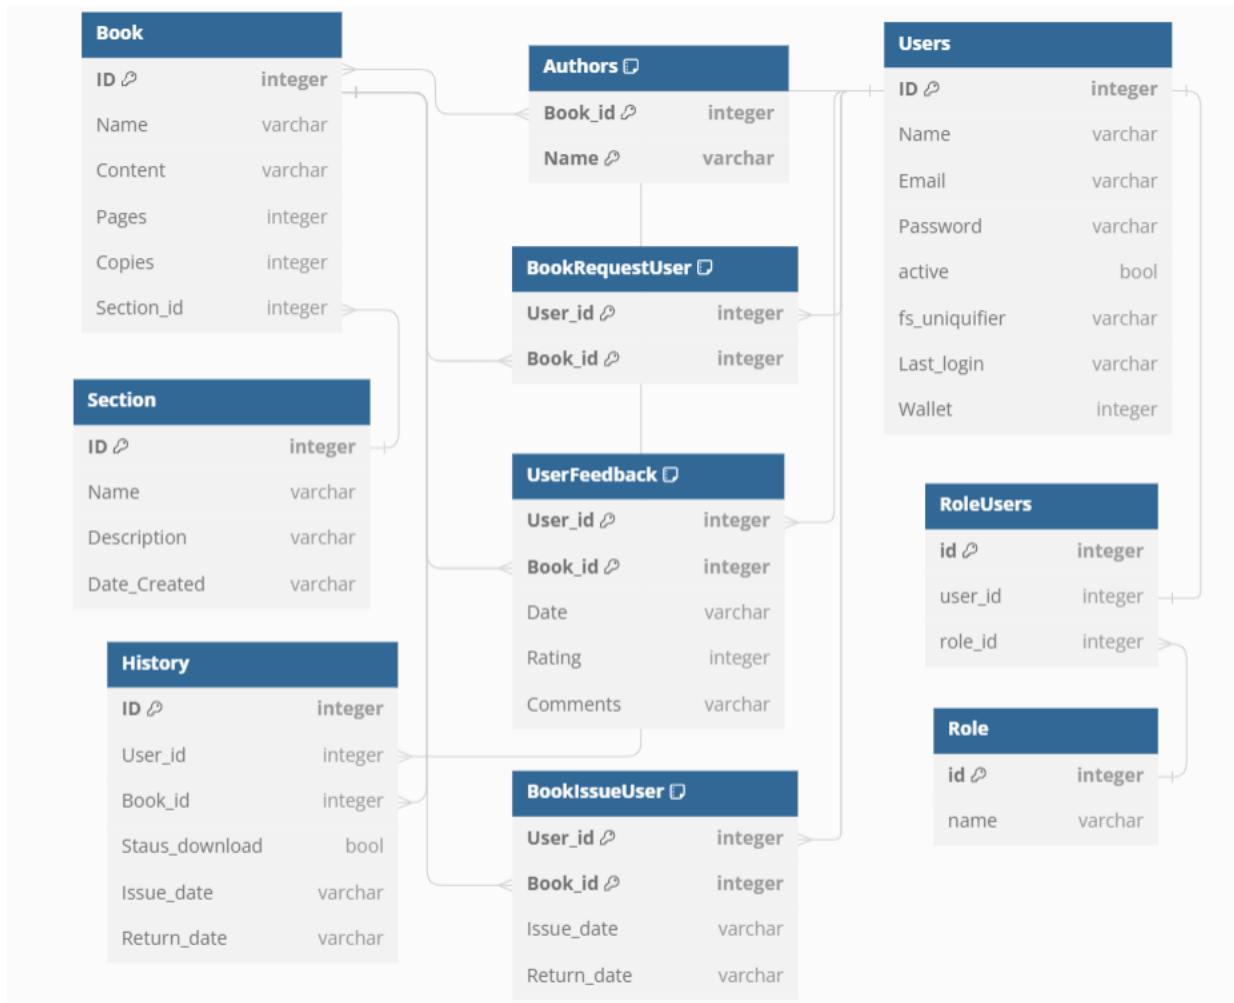 Book
ID integer
Name varchar
Content varchar
Pages integer
Copies integer
Section_id integer
Section
ID integer
Name varchar
Description varchar
Date_Created varchar
History
ID integer
User_id integer
Book_id integer
Staus_download bool
Issue_date varchar
Return_date varchar
Authors
Book_id integer
Name varchar
BookRequestUser
User_id integer
Book_id integer
UserFeedback
User_id integer
Book_id integer
Date varchar
Rating integer
Comments varchar
BookIssueUser
User_id integer
Book_id integer
Issue_date varchar
Return_date varchar
Users
ID integer
Name varchar
Email varchar
Password varchar
active bool
fs_uniquifier varchar
Last_login varchar
Wallet integer
RoleUsers
id integer
user_id integer
role_id integer
Role
id integer
name varchar